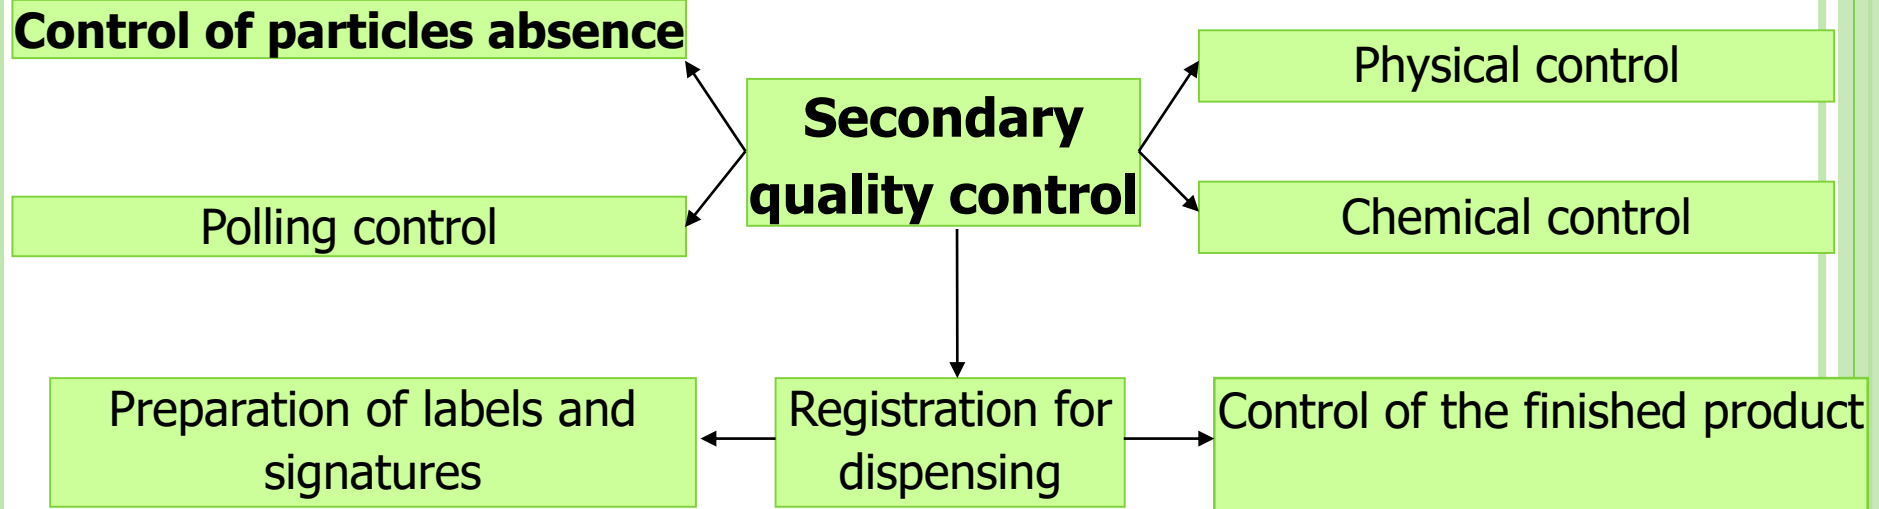 Control of particles absence
Physical control
Secondary
quality control
Polling control
Chemical control
Preparation of labels and
signatures
Registration for
dispensing
Control of the finished product